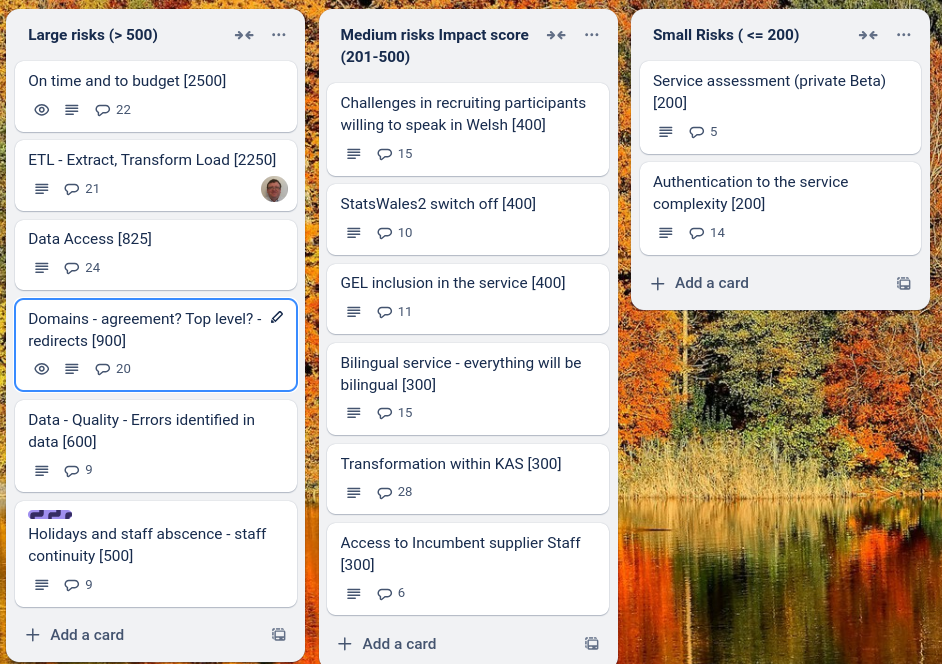 Large risks (> 500)
On time and to budget [2500]
22
ETL - Extract, Transform Load [2250]
21
Data Access [825]
24
Domains - agreement? Top level? -
redirects [900]
20
Data - Quality - Errors identified in
data [600]
9
Holidays and staff abscence - staff
continuity [500]
9
+ Add a card
Medium risks Impact score
(201-500)
Challenges in recruiting participants
willing to speak in Welsh [400]
15
StatsWales2 switch off [400]
10
GEL inclusion in the service [400]
11
Bilingual service - everything will be
bilingual [300]
15
Transformation within KAS [300]
28
Access to Incumbent supplier Staff
[300]
6
+ Add a card
Small Risks ( <= 200)
Service assessment (private Beta)
[200]
5
Authentication to the service
complexity [200]
14
+ Add a card